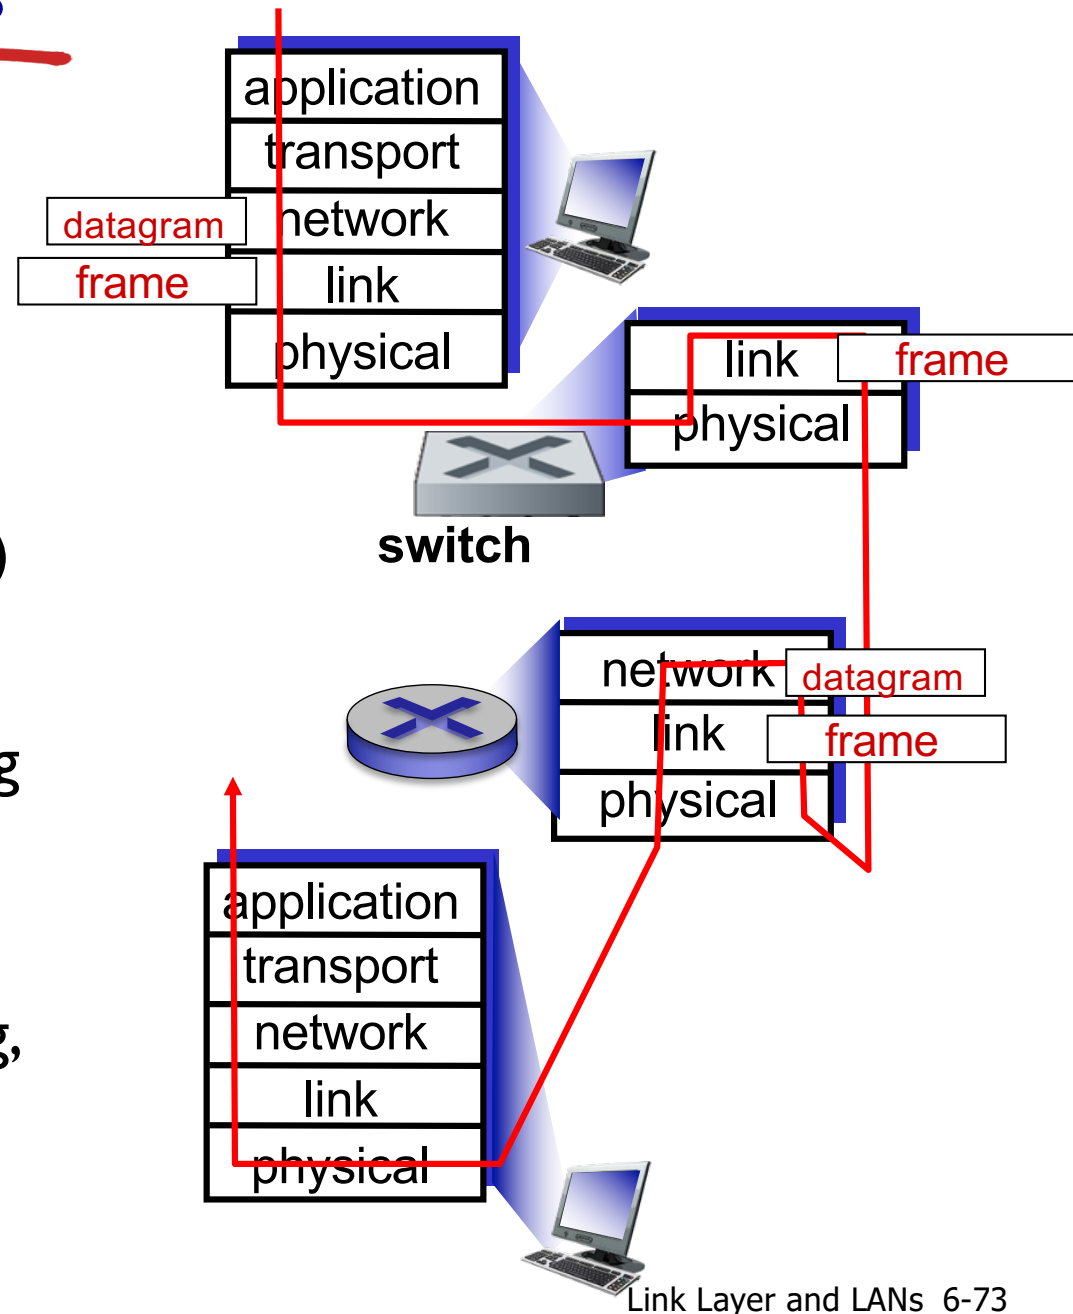 application
transport
datagram
network
frame
link
physical
link
frame
physical
switch
)
network
datagram
link
frame
g
physical
application
transport
network
g,
link
physical
Link Layer and LANs 6-73